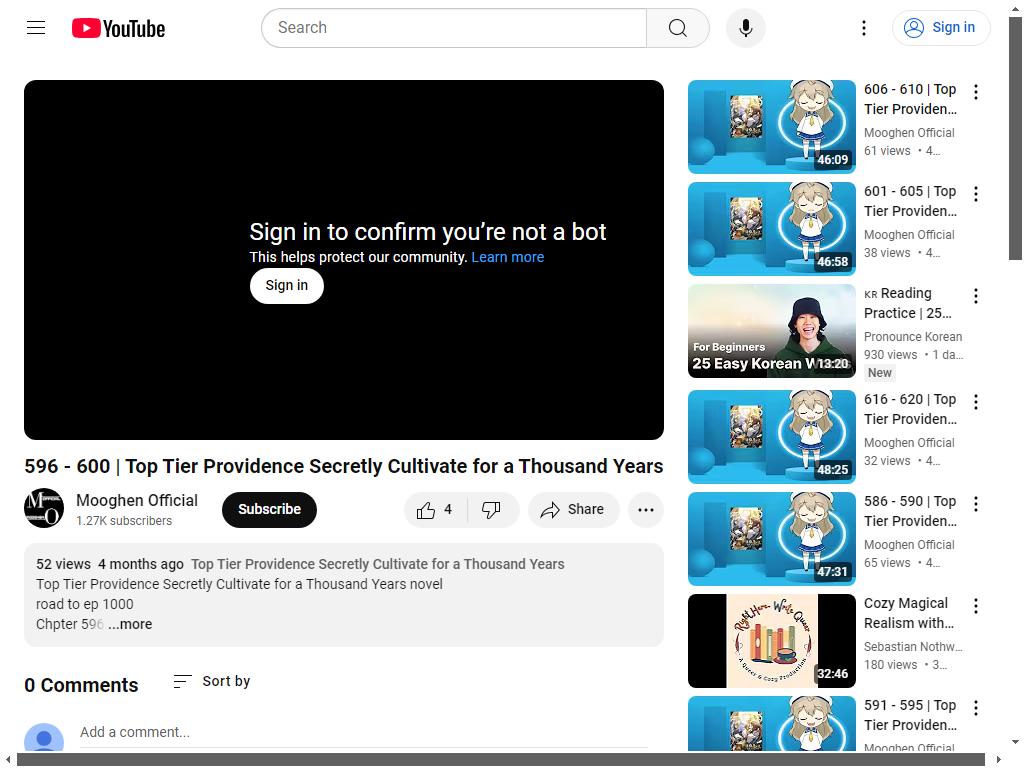 YouTube
Search
Sign in
Sign in to confirm you’re not a bot
This helps protect our community. Learn more
Sign in
596 - 600 | Top Tier Providence Secretly Cultivate for a Thousand Years
Mooghen Official
1.27K subscribers
Subscribe
4
Share
52 views 4 months ago Top Tier Providence Secretly Cultivate for a Thousand Years
Top Tier Providence Secretly Cultivate for a Thousand Years novel
road to ep 1000
Chpter 596 ...more
0 Comments
Sort by
Add a comment...
46:09
606 - 610 | Top
Tier Providen...
Mooghen Official
61 views • 4...
46:58
601 - 605 | Top
Tier Providen...
Mooghen Official
38 views • 4...
For Beginners
25 Easy Korean W
13:20
KR Reading
Practice | 25...
Pronounce Korean
930 views • 1 da...
New
48:25
616 - 620 | Top
Tier Providen...
Mooghen Official
32 views • 4...
47:31
586 - 590 | Top
Tier Providen...
Mooghen Official
65 views • 4...
Right Here, Write Queer
A Queer & Cozy Production
32:46
Cozy Magical
Realism with...
Sebastian Nothw...
180 views • 3...
591 - 595 | Top
Tier Providen...
Mooghen Official